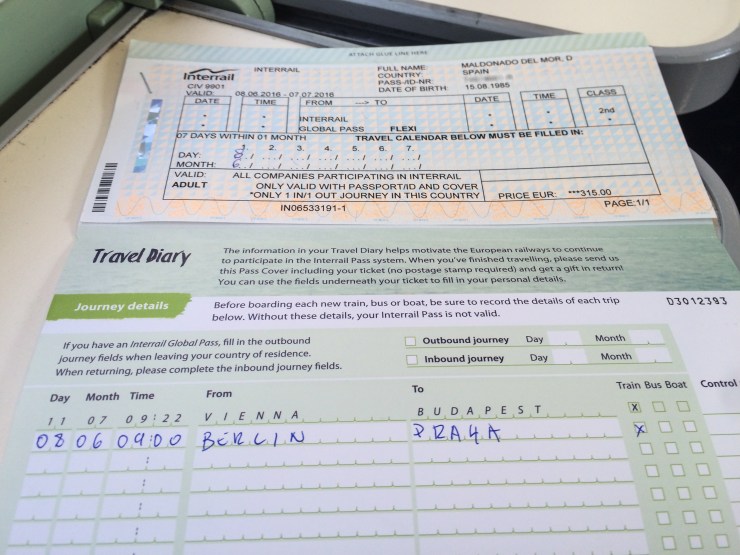 ATTACH GLUE LINE HERE
Interrail INTERRAIL FULL NAME MALDONADO DEL MOR, D
COUNTRY SPAIN
CIV 9901 PASS-/ID-NR
VALID: 08.06.2016 - 07.07.2016 DATE OF BIRTH 15.08.1985
DATE TIME FROM —> TO DATE TIME CLASS
INTERRAIL 2nd
GLOBAL PASS FLEXI
07 DAYS WITHIN 01 MONTH TRAVEL CALENDAR BELOW MUST BE FILLED IN:
1. 2. 3. 4. 5. 6. 7.
DAY: 8
MONTH: 6
VALID: ALL COMPANIES PARTICIPATING IN INTERRAIL
ADULT ONLY VALID WITH PASSPORT/ID AND COVER
*ONLY 1 IN/1 OUT JOURNEY IN THIS COUNTRY PRICE EUR: ***315.00
IN06533191-1 PAGE:1/1
Travel Diary
The information in your Travel Diary helps motivate the European railways to continue
to participate in the Interrail Pass system. When you've finished travelling, please send us
this Pass Cover including your ticket (no postage stamp required) and get a gift in return!
You can use the fields underneath your ticket to fill in your personal details.
Journey details
Before boarding each new train, bus or boat, be sure to record the details of each trip
below. Without these details, your Interrail Pass is not valid.
D3012393
If you have an Interrail Global Pass, fill in the outbound
journey fields when leaving your country of residence.
When returning, please complete the inbound journey fields.
Outbound journey Day Month
Inbound journey Day Month
Day Month Time From To Train Bus Boat Control
11 07 09:22 VIENNA BUDAPEST X
08 06 09:00 BERLIN PRAHA X